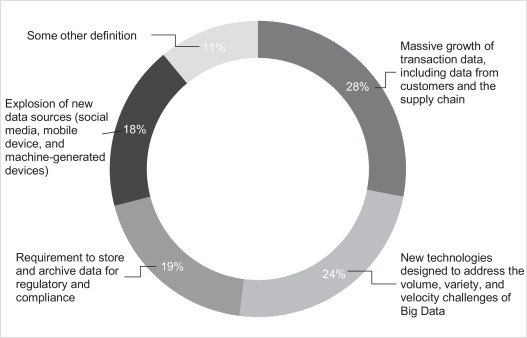 Some other definition
11%
Massive growth of
transaction data,
including data from
customers and the
supply chain
28%
Explosion of new
data sources (social
media, mobile
device, and
machine-generated
devices)
18%
Requirement to store
and archive data for
regulatory and
compliance
19%
24%
New technologies
designed to address the
volume, variety, and
velocity challenges of
Big Data